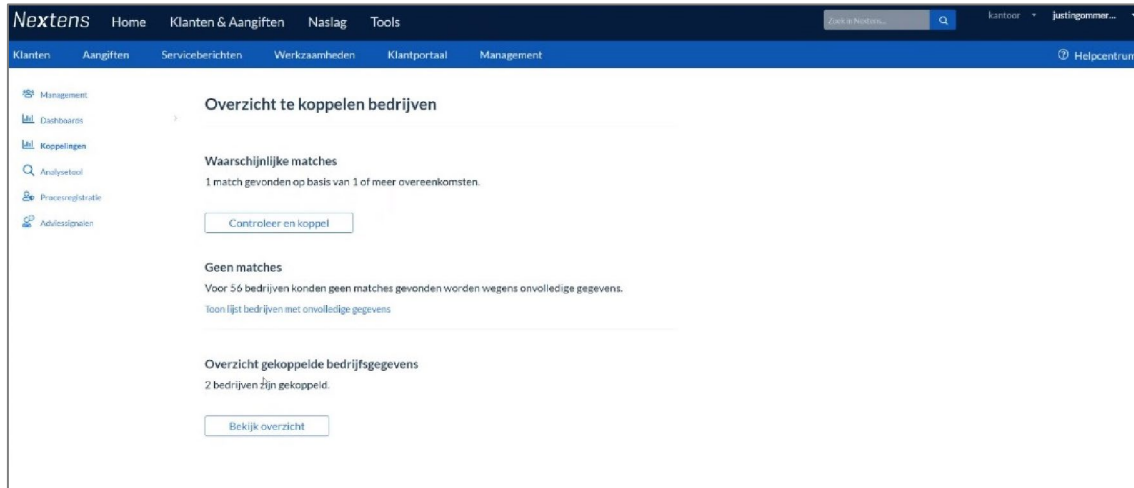 Nextens Home Klanten & Aangiften Naslag Tools Zoek in Nextens... kantoor justingommer...
Klanten Aangiften Serviceberichten Werkzaamheden Klantportaal Management Helpcentrum
Management
Dashboards
Koppelingen
Analysetool
Procesregistratie
Adviessignalen
Overzicht te koppelen bedrijven
Waarschijnlijke matches
1 match gevonden op basis van 1 of meer overeenkomsten.
Controleer en koppel
Geen matches
Voor 56 bedrijven konden geen matches gevonden worden wegens onvolledige gegevens.
Toon lijst bedrijven met onvolledige gegevens
Overzicht gekoppelde bedrijfsgegevens
2 bedrijven zijn gekoppeld.
Bekijk overzicht